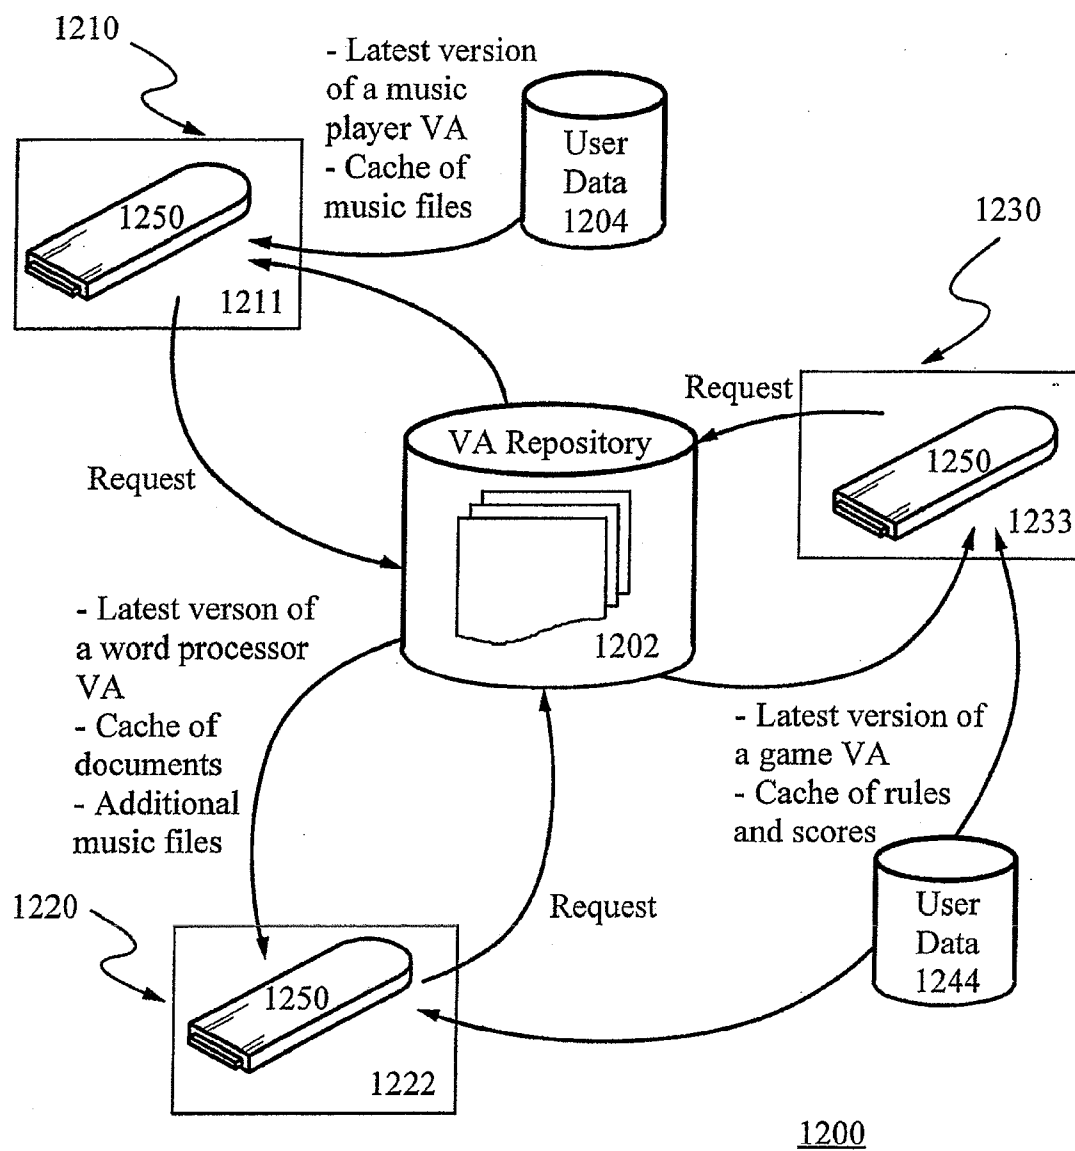 1210
- Latest version
of a music
player VA
- Cache of
music files
User
Data
1204
1250
1211
1230
Request
1250
1233
VA Repository
1202
Request
- Latest verson of
a word processor
VA
- Cache of
documents
- Additional
music files
- Latest version of
a game VA
- Cache of rules
and scores
1220
Request
User
Data
1244
1250
1222
1200